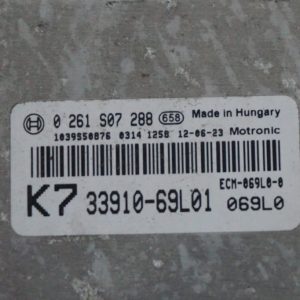 BOSCH 0 261 S07 288 658 Made in Hungary
1039S50876 0314 1258 12-06-23 Motronic
ECM-069L0-0
K7 33910-69L01 069L0